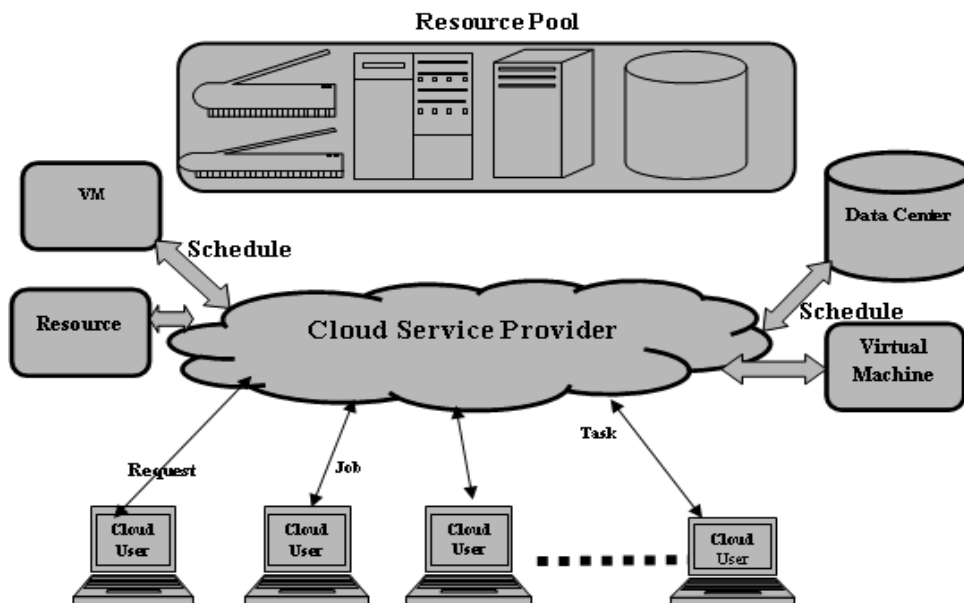 Resource Pool
VM
Data Center
Schedule
Resource
Cloud Service Provider
Schedule
Virtual
Machine
Task
Request
Job
Cloud
User
Cloud
User
Cloud
User
Cloud
User